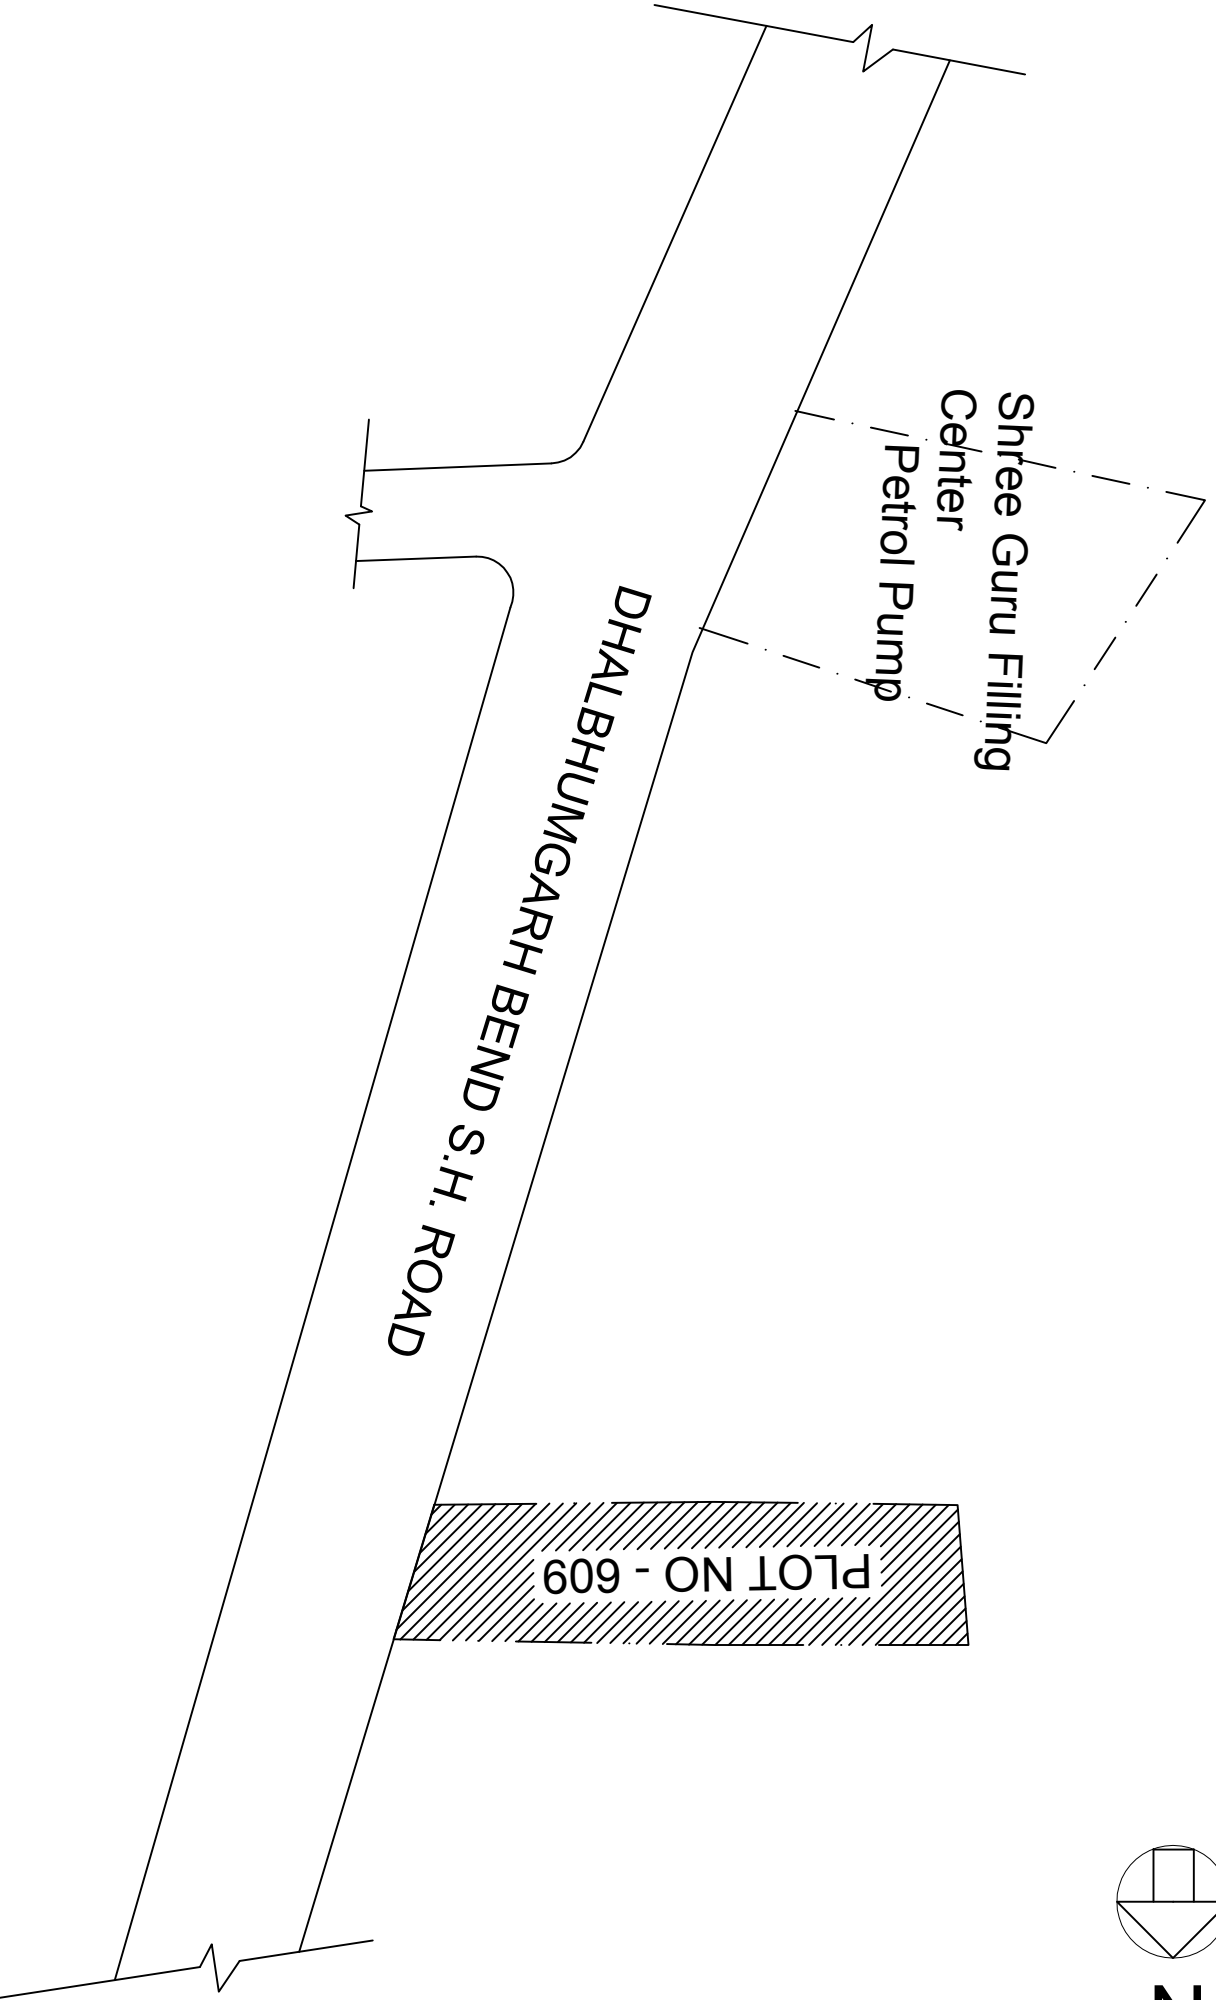 Shree Guru Filling
Center
Petrol Pump
DHALBHUMGARH BEND S.H. ROAD
PLOT NO - 609
N